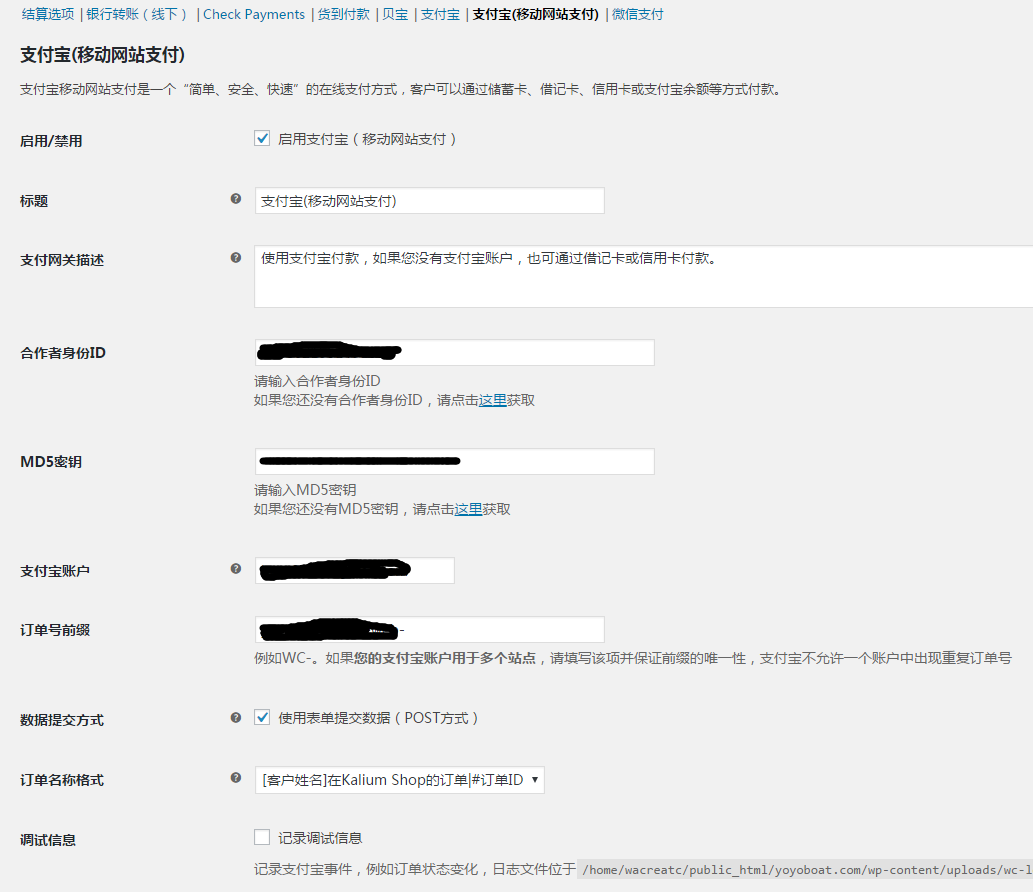 结算选项 | 银行转账（线下） | Check Payments | 货到付款 | 贝宝 | 支付宝 | 支付宝(移动网站支付) | 微信支付
支付宝(移动网站支付)
支付宝移动网站支付是一个“简单、安全、快速”的在线支付方式，客户可以通过储蓄卡、借记卡、信用卡或支付宝余额等方式付款。
启用/禁用 启用支付宝（移动网站支付）
标题 支付宝(移动网站支付)
支付网关描述 使用支付宝付款，如果您没有支付宝账户，也可通过借记卡或信用卡付款。
合作者身份ID
请输入合作者身份ID
如果您还没有合作者身份ID，请点击这里获取
MD5密钥
请输入MD5密钥
如果您还没有MD5密钥，请点击这里获取
支付宝账户
订单号前缀 -
例如WC-。如果您的支付宝账户用于多个站点，请填写该项并保证前缀的唯一性，支付宝不允许一个账户中出现重复订单号
数据提交方式 使用表单提交数据（POST方式）
订单名称格式 [客户姓名]在Kalium Shop的订单|#订单ID
调试信息 记录调试信息
记录支付宝事件，例如订单状态变化，日志文件位于 /home/wacreatc/public_html/yoyoboat.com/wp-content/uploads/wc-l